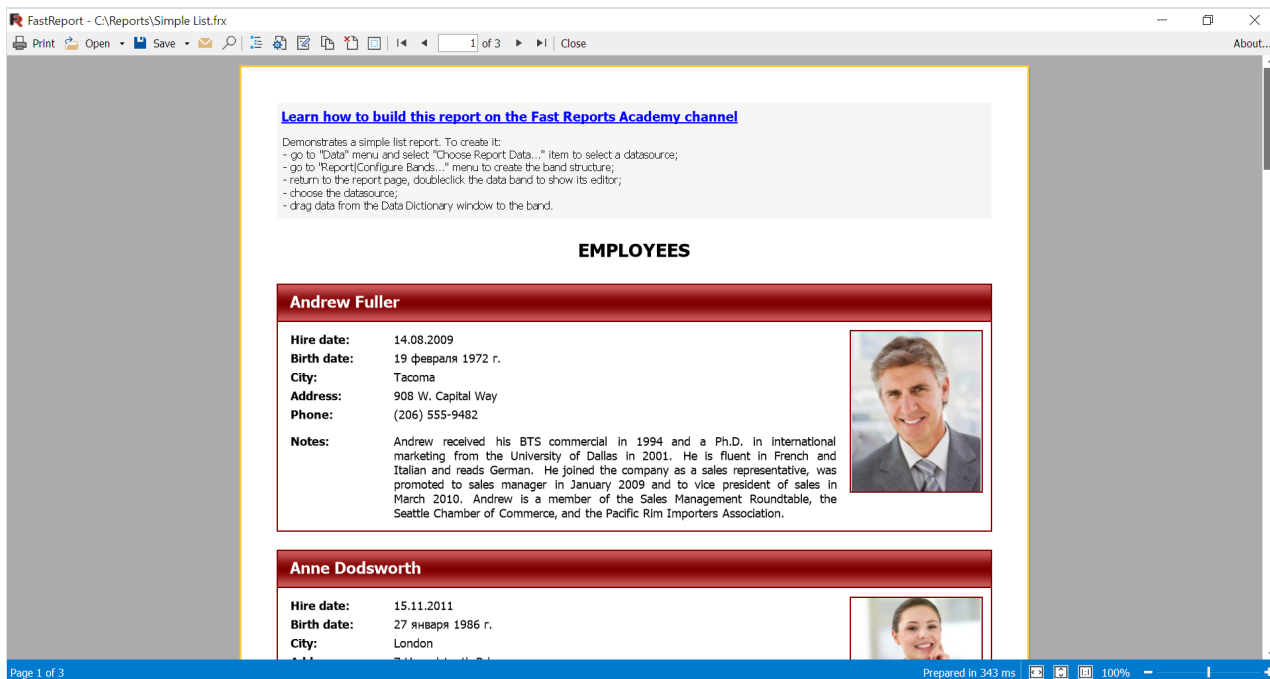 FastReport - C:\Reports\Simple List.frx
Print Open Save 1 of 3 Close About...
Learn how to build this report on the Fast Reports Academy channel
Demonstrates a simple list report. To create it:
- go to "Data" menu and select "Choose Report Data..." item to select a datasource;
- go to "Report|Configure Bands..." menu to create the band structure;
- return to the report page, doubleclick the data band to show its editor;
- choose the datasource;
- drag data from the Data Dictionary window to the band.
EMPLOYEES
Andrew Fuller
Hire date: 14.08.2009
Birth date: 19 февраля 1972 г.
City: Tacoma
Address: 908 W. Capital Way
Phone: (206) 555-9482
Notes: Andrew received his BTS commercial in 1994 and a Ph.D. in international
marketing from the University of Dallas in 2001. He is fluent in French and
Italian and reads German. He joined the company as a sales representative, was
promoted to sales manager in January 2009 and to vice president of sales in
March 2010. Andrew is a member of the Sales Management Roundtable, the
Seattle Chamber of Commerce, and the Pacific Rim Importers Association.
Anne Dodsworth
Hire date: 15.11.2011
Birth date: 27 января 1986 г.
City: London
Page 1 of 3 Prepared in 343 ms 1:1 100%